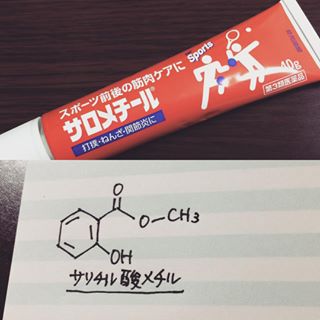 スポーツ前後の筋肉ケアに
Sports
サロメチール
打撲・ねんざ・関節炎に
40g
第3類医薬品
O
O-CH3
OH
サリチル酸メチル